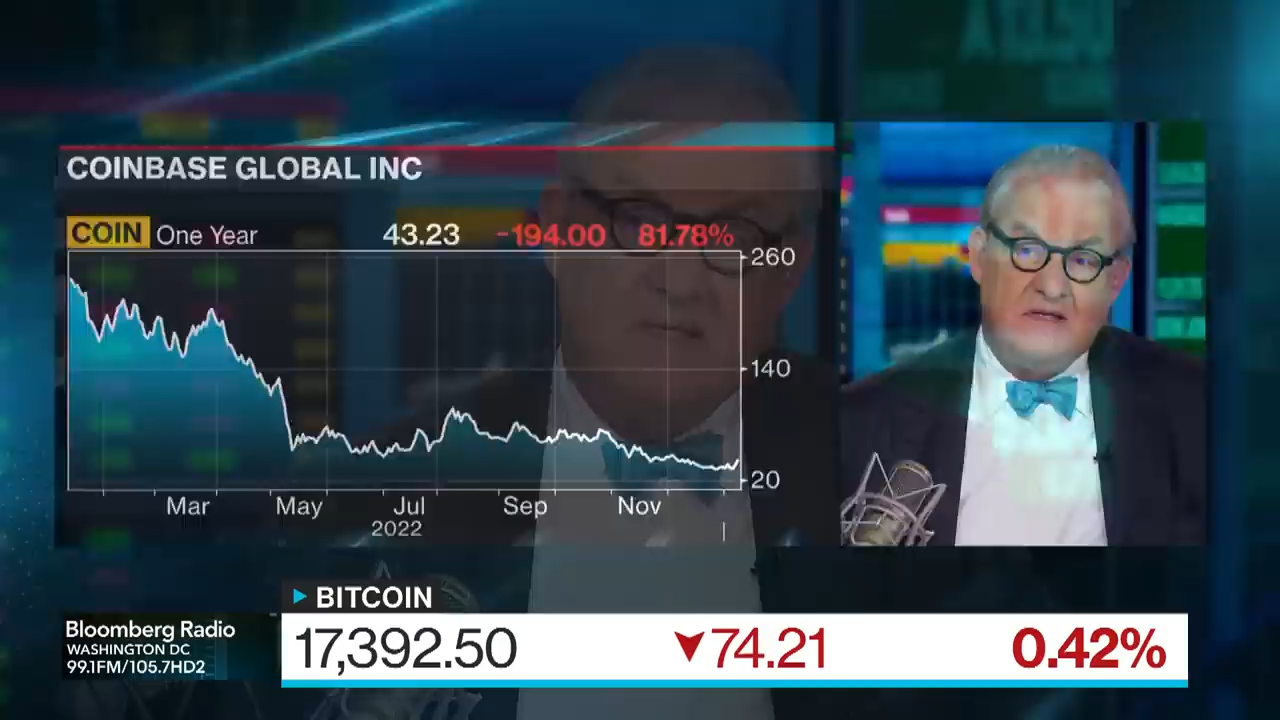 COINBASE GLOBAL INC
COIN One Year 43.23 -194.00 81.78%
260
140
20
Mar May Jul Sep Nov
2022
BITCOIN
Bloomberg Radio
WASHINGTON DC
99.1FM/105.7HD2
17,392.50 74.21 0.42%